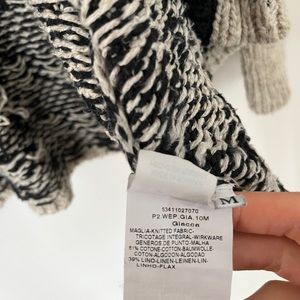 53411027070
P2.WEP.GIA.10M
Giacca
MAGLIA-KNITTED FABRIC-
TRICOTAGE INTEGRAL-WIRKWARE
GENEROS DE PUNTO-MALHA
61% COTONE-COTTON-BAUMWOLLE-
COTON-ALGODON-ALGODAO
39% LINO-LINEN-LEINEN-LIN-
LINHO-FLAX
M